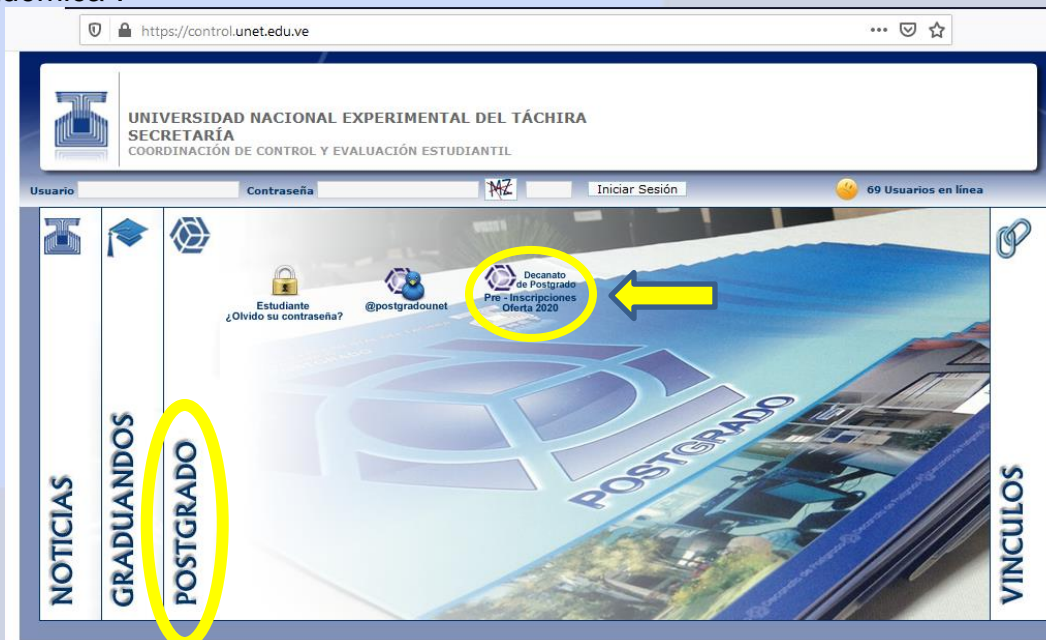 https://control.unet.edu.ve
UNIVERSIDAD NACIONAL EXPERIMENTAL DEL TÁCHIRA
SECRETARÍA
COORDINACIÓN DE CONTROL Y EVALUACIÓN ESTUDIANTIL
Usuario
Contraseña
MZ
Iniciar Sesión
69 Usuarios en línea
Estudiante
¿Olvido su contraseña?
@postgradounet
Decanato
de Postgrado
Pre - Inscripciones
Oferta 2020
NOTICIAS
GRADUANDOS
POSTGRADO
POSTGRADO
VINCULOS